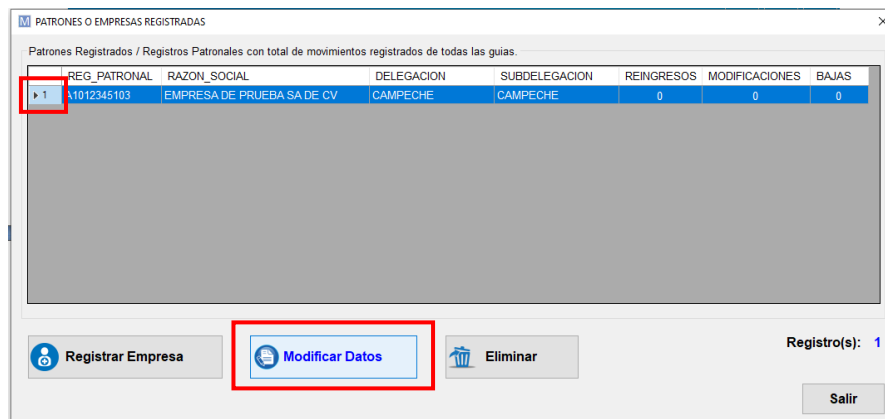 M PATRONES O EMPRESAS REGISTRADAS
Patrones Registrados / Registros Patronales con total de movimientos registrados de todas las guias.
REG_PATRONAL RAZON_SOCIAL DELEGACION SUBDELEGACION REINGRESOS MODIFICACIONES BAJAS
1 A1012345103 EMPRESA DE PRUEBA SA DE CV CAMPECHE CAMPECHE 0 0 0
Registrar Empresa Modificar Datos Eliminar Registro(s): 1
Salir